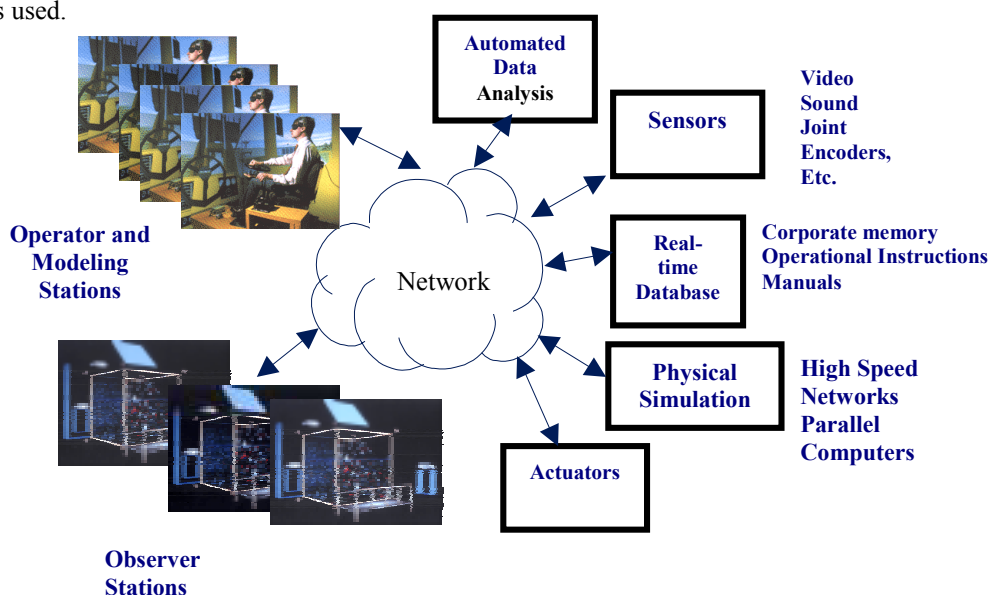 s used.
Automated
Data
Analysis
Sensors
Video
Sound
Joint
Encoders,
Etc.
Operator and
Modeling
Stations
Network
Real-
time
Database
Corporate memory
Operational Instructions
Manuals
Physical
Simulation
High Speed
Networks
Parallel
Computers
Actuators
Observer
Stations